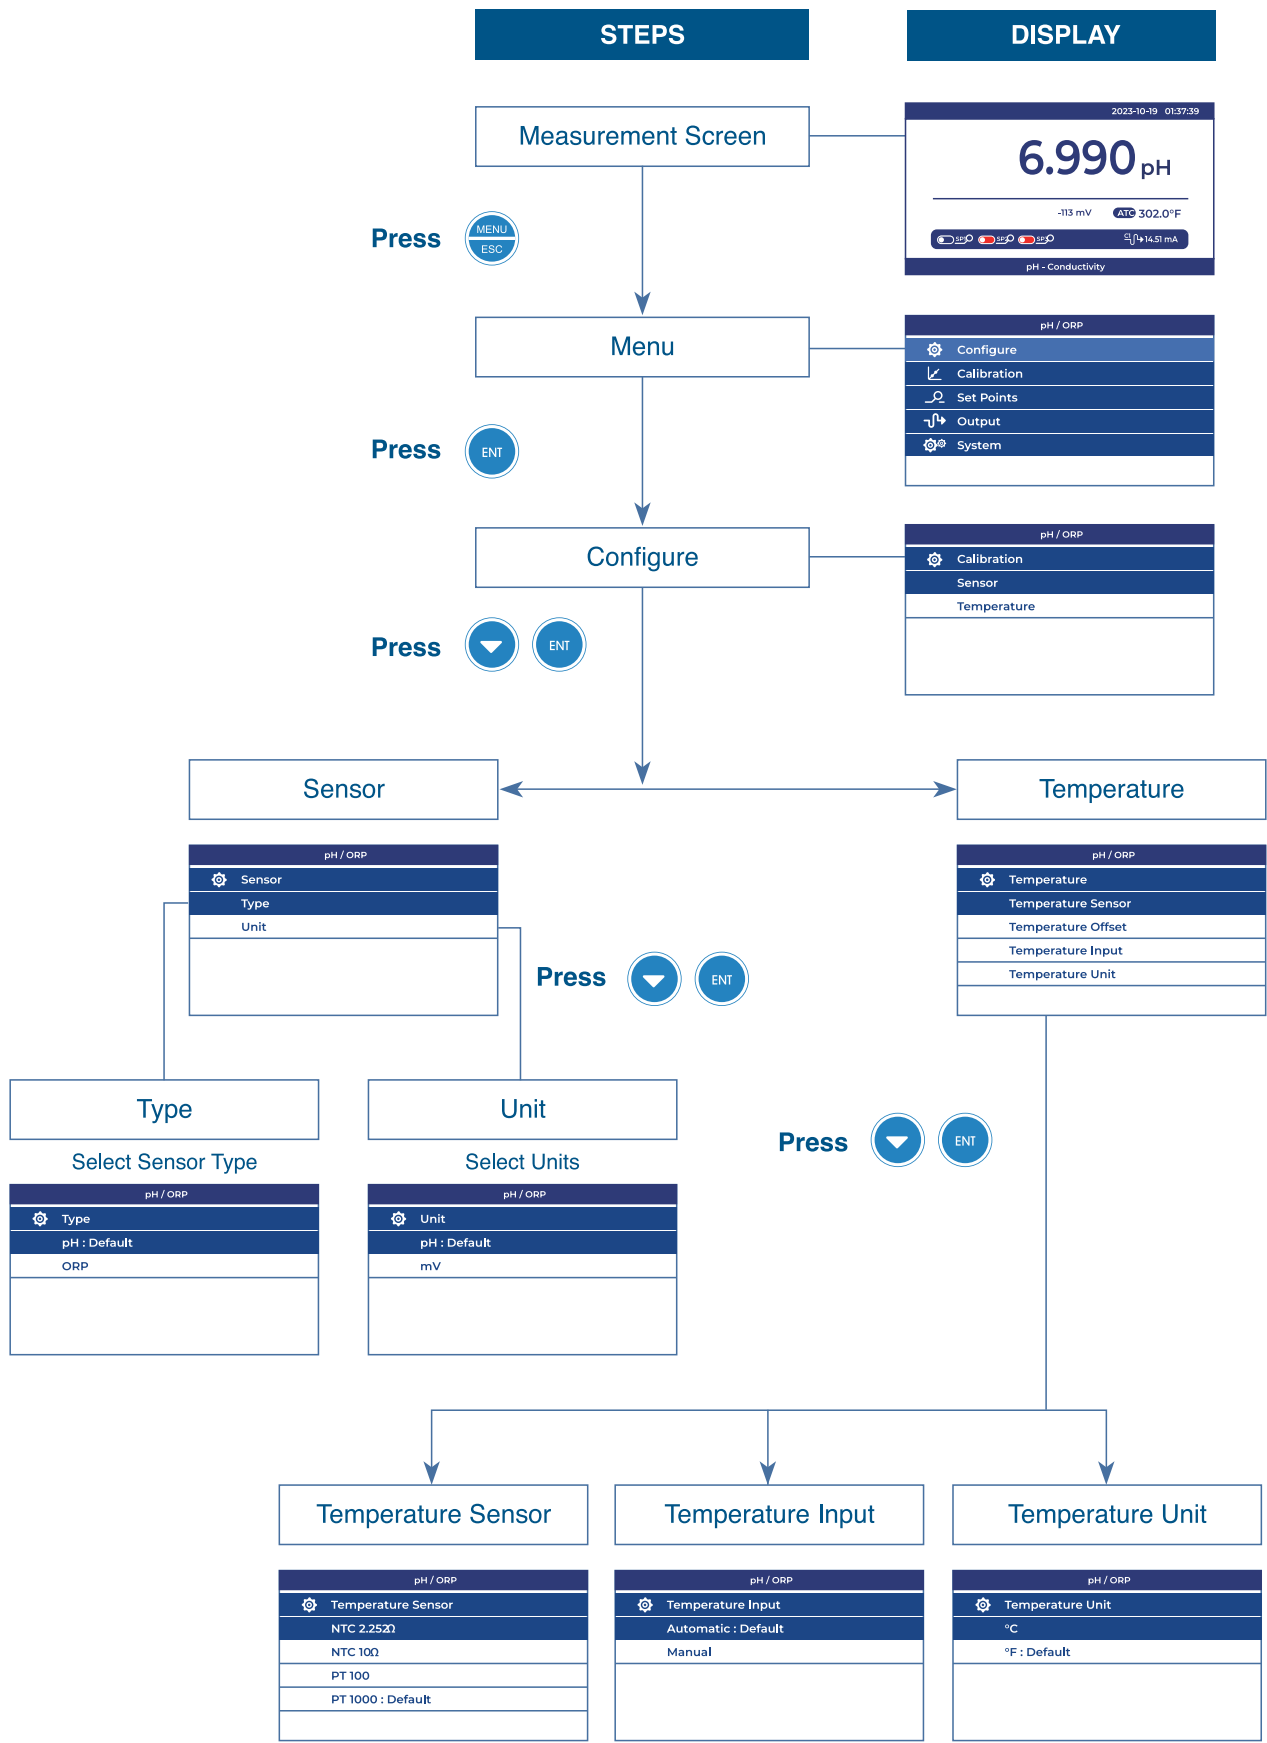 STEPS
DISPLAY
Measurement Screen
2023-10-19 01:37:39
6.990 pH
-113 mV ATC 302.0°F
SP1 SP2 SP3 C1 14.51 mA
pH - Conductivity
Press MENU ESC
Menu
pH / ORP
Configure
Calibration
Set Points
Output
System
Press ENT
Configure
pH / ORP
Calibration
Sensor
Temperature
Press ENT
Sensor
Temperature
pH / ORP
Sensor
Type
Unit
pH / ORP
Temperature
Temperature Sensor
Temperature Offset
Temperature Input
Temperature Unit
Press ENT
Type
Select Sensor Type
pH / ORP
Type
pH : Default
ORP
Unit
Select Units
pH / ORP
Unit
pH : Default
mV
Press ENT
Temperature Sensor
pH / ORP
Temperature Sensor
NTC 2.252Ω
NTC 10Ω
PT 100
PT 1000 : Default
Temperature Input
pH / ORP
Temperature Input
Automatic : Default
Manual
Temperature Unit
pH / ORP
Temperature Unit
°C
°F : Default